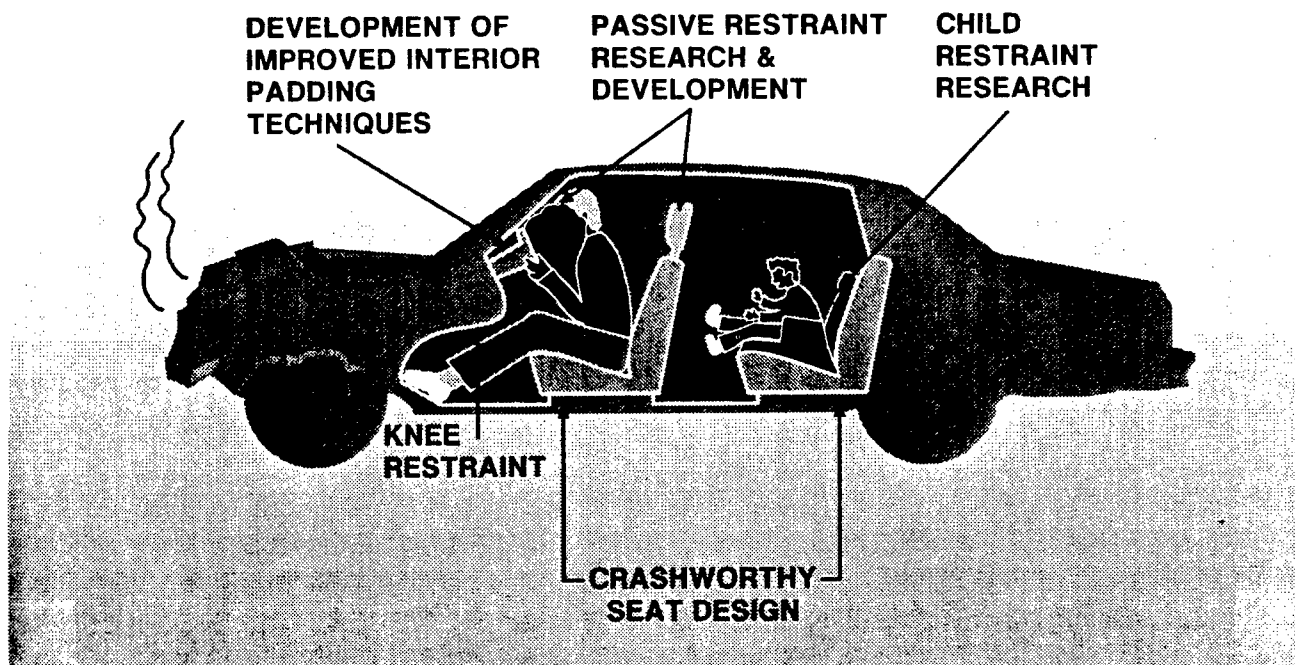 DEVELOPMENT OF
IMPROVED INTERIOR
PADDING
TECHNIQUES
PASSIVE RESTRAINT
RESEARCH &
DEVELOPMENT
CHILD
RESTRAINT
RESEARCH
KNEE
RESTRAINT
CRASHWORTHY
SEAT DESIGN